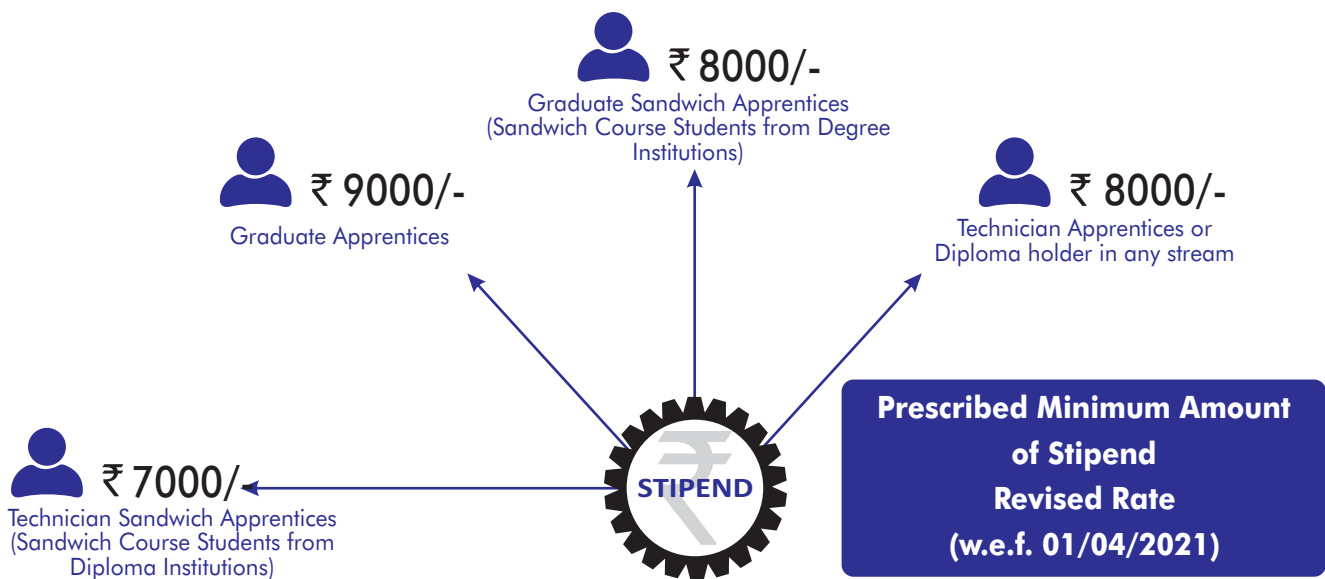 ₹ 8000/-
Graduate Sandwich Apprentices
(Sandwich Course Students from Degree
Institutions)
₹ 9000/-
Graduate Apprentices
₹ 8000/-
Technician Apprentices or
Diploma holder in any stream
₹ 7000/-
Technician Sandwich Apprentices
(Sandwich Course Students from
Diploma Institutions)
₹
STIPEND
Prescribed Minimum Amount
of Stipend
Revised Rate
(w.e.f. 01/04/2021)